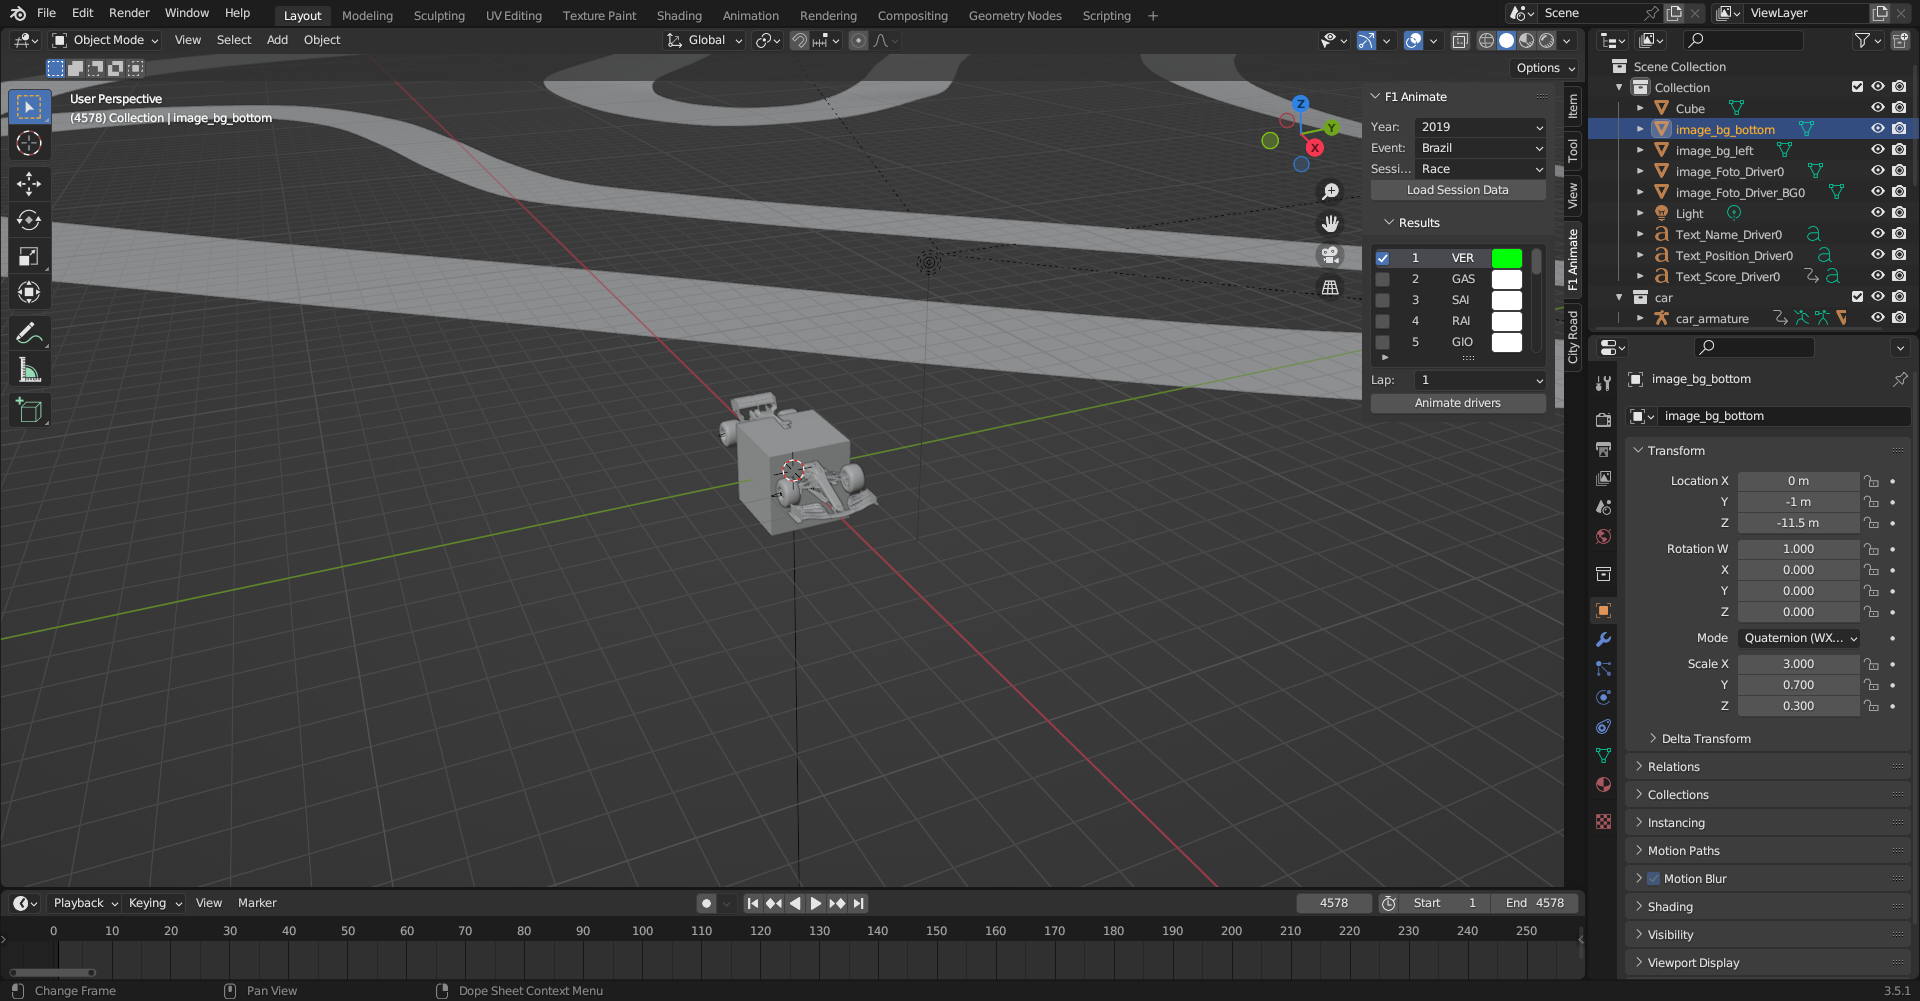 File Edit Render Window Help Layout Modeling Sculpting UV Editing Texture Paint Shading Animation Rendering Compositing Geometry Nodes Scripting + Scene ViewLayer
Object Mode View Select Add Object Global
Options
User Perspective
(4578) Collection | image_bg_bottom
Z
Y
X
F1 Animate
Year: 2019
Event: Brazil
Sessi... Race
Load Session Data
Results
1 VER
2 GAS
3 SAI
4 RAI
5 GIO
Lap: 1
Animate drivers
Item
Tool
View
F1 Animate
City Road
Scene Collection
Collection
Cube
image_bg_bottom
image_bg_left
image_Foto_Driver0
image_Foto_Driver_BG0
Light
Text_Name_Driver0
Text_Position_Driver0
Text_Score_Driver0
car
car_armature
image_bg_bottom
image_bg_bottom
Transform
Location X 0 m
Y -1 m
Z -11.5 m
Rotation W 1.000
X 0.000
Y 0.000
Z 0.000
Mode Quaternion (WX...
Scale X 3.000
Y 0.700
Z 0.300
Delta Transform
Relations
Collections
Instancing
Motion Paths
Motion Blur
Shading
Visibility
Viewport Display
Playback Keying View Marker 4578 Start 1 End 4578
0 10 20 30 40 50 60 70 80 90 100 110 120 130 140 150 160 170 180 190 200 210 220 230 240 250
Change Frame Pan View Dope Sheet Context Menu 3.5.1